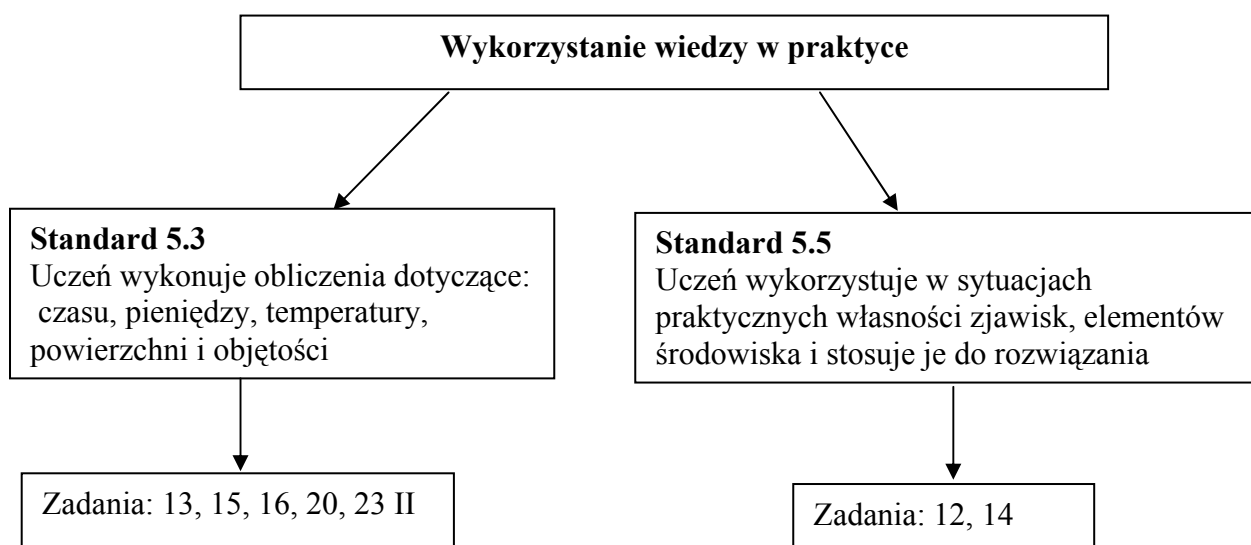 Wykorzystanie wiedzy w praktyce
Standard 5.3
Uczeń wykonuje obliczenia dotyczące:
czasu, pieniędzy, temperatury,
powierzchni i objętości
Standard 5.5
Uczeń wykorzystuje w sytuacjach
praktycznych własności zjawisk, elementów
środowiska i stosuje je do rozwiązania
Zadania: 13, 15, 16, 20, 23 II
Zadania: 12, 14